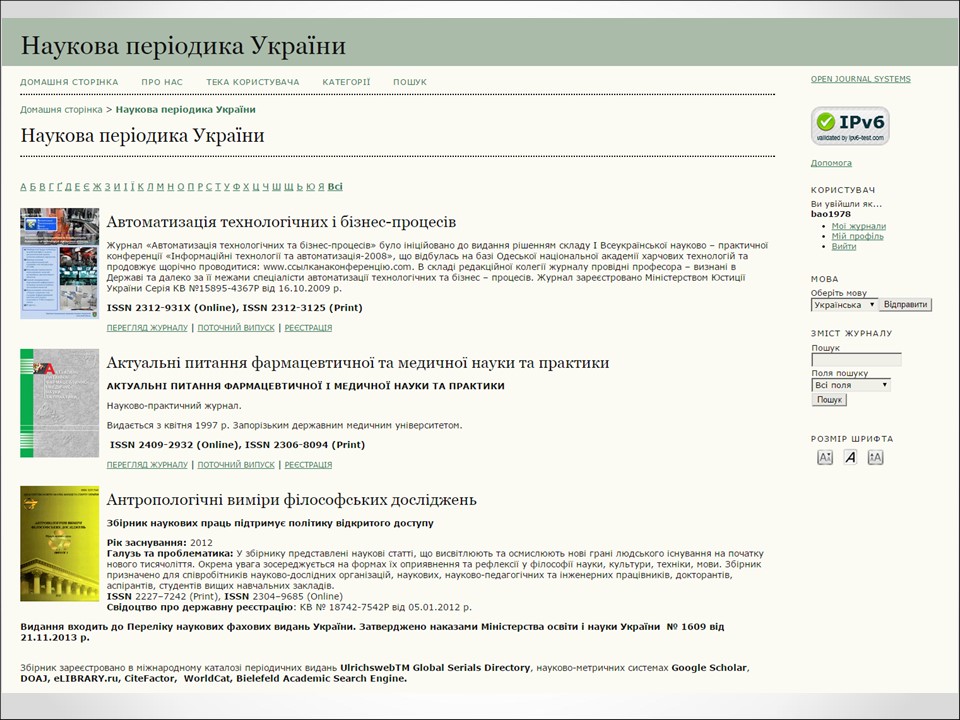 Наукова періодика України
ДОМАШНЯ СТОРІНКА ПРО НАС ТЕКА КОРИСТУВАЧА КАТЕГОРІЇ ПОШУК
Домашня сторінка > Наукова періодика України
Наукова періодика України
А Б В Г Ґ Д Е Є Ж З И І Ї К Л М Н О П Р С Т У Ф Х Ц Ч Ш Щ Ь Ю Я Всі
Автоматизація технологічних і бізнес-процесів
Журнал «Автоматизація технологічних та бізнес-процесів» було ініційовано до видання рішенням складу І Всеукраїнської науково – практичної
конференції «Інформаційні технології та автоматизація-2008», що відбулась на базі Одеської національної академії харчових технологій та
продовжує щорічно проводитися: www.ссылканаконференцію.com. В складі редакційної колегії журналу провідні професора – визнані в
Державі та далеко за її межами спеціалісти автоматизації технологічних та бізнес – процесів. Журнал зареєстровано Міністерством Юстиції
України Серія КВ №15895-4367Р від 16.10.2009 р.
ISSN 2312-931X (Online), ISSN 2312-3125 (Print)
ПЕРЕГЛЯД ЖУРНАЛУ | ПОТОЧНИЙ ВИПУСК | РЕЄСТРАЦІЯ
Актуальні питання фармацевтичної та медичної науки та практики
АКТУАЛЬНІ ПИТАННЯ ФАРМАЦЕВТИЧНОЇ І МЕДИЧНОЇ НАУКИ ТА ПРАКТИКИ
Науково-практичний журнал.
Видається з квітня 1997 р. Запорізьким державним медичним університетом.
ISSN 2409-2932 (Online), ISSN 2306-8094 (Print)
ПЕРЕГЛЯД ЖУРНАЛУ | ПОТОЧНИЙ ВИПУСК | РЕЄСТРАЦІЯ
Антропологічні виміри філософських досліджень
Збірник наукових праць підтримує політику відкритого доступу
Рік заснування: 2012
Галузь та проблематика: У збірнику представлені наукові статті, що висвітлюють та осмислюють нові грані людського існування на початку
нового тисячоліття. Окрема увага зосереджується на формах їх оприявнення та рефлексії у філософії науки, культури, техніки, мови. Збірник
призначено для співробітників науково-дослідних організацій, наукових, науково-педагогічних та інженерних працівників, докторантів,
аспірантів, студентів вищих навчальних закладів.
ISSN 2227–7242 (Print), ISSN 2304–9685 (Online)
Свідоцтво про державну реєстрацію: КВ № 18742-7542Р від 05.01.2012 р.
Видання входить до Переліку наукових фахових видань України. Затверджено наказами Міністерства освіти і науки України № 1609 від
21.11.2013 р.
Збірник зареєстровано в міжнародному каталозі періодичних видань UlrichswebTM Global Serials Directory, науково-метричних системах Google Scholar,
DOAJ, eLIBRARY.ru, CiteFactor, WorldCat, Bielefeld Academic Search Engine.
OPEN JOURNAL SYSTEMS
IPv6
validated by ipv6-test.com
Допомога
КОРИСТУВАЧ
Ви увійшли як...
bao1978
Мої журнали
Мій профіль
Вийти
МОВА
Оберіть мову
Українська Відправити
ЗМІСТ ЖУРНАЛУ
Пошук
Поля пошуку
Всі поля
Пошук
РОЗМІР ШРИФТА